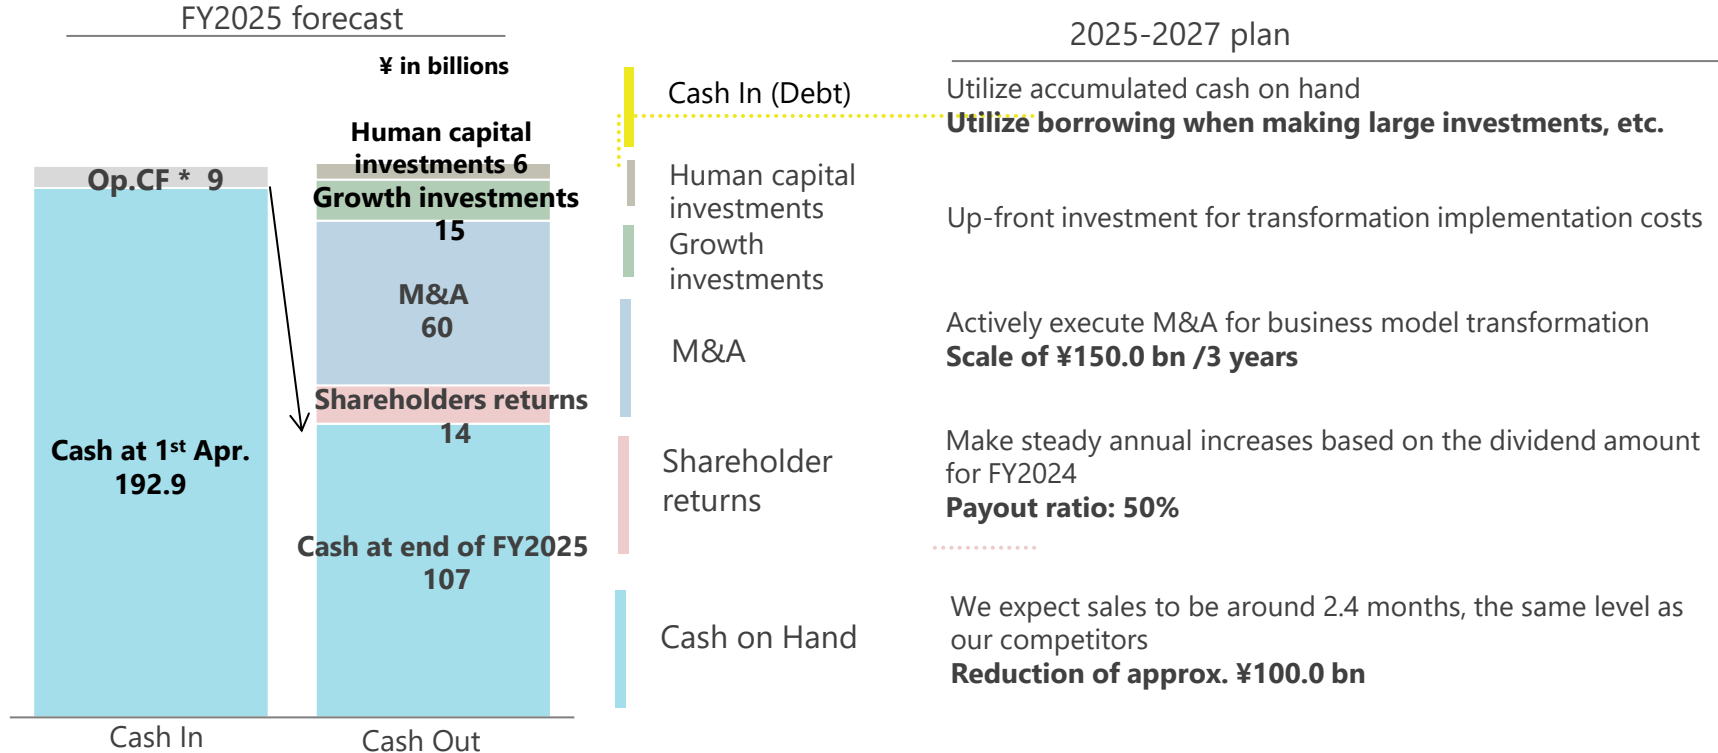 FY2025 forecast
¥ in billions
Human capital
investments 6
Op.CF * 9
Growth investments
15
M&A
60
Shareholders returns
14
Cash at 1st Apr.
192.9
Cash at end of FY2025
107
Cash In
Cash Out
2025-2027 plan
Cash In (Debt)
Utilize accumulated cash on hand
Utilize borrowing when making large investments, etc.
Human capital
investments
Growth
investments
Up-front investment for transformation implementation costs
M&A
Actively execute M&A for business model transformation
Scale of ¥150.0 bn /3 years
Shareholder
returns
Make steady annual increases based on the dividend amount
for FY2024
Payout ratio: 50%
Cash on Hand
We expect sales to be around 2.4 months, the same level as
our competitors
Reduction of approx. ¥100.0 bn